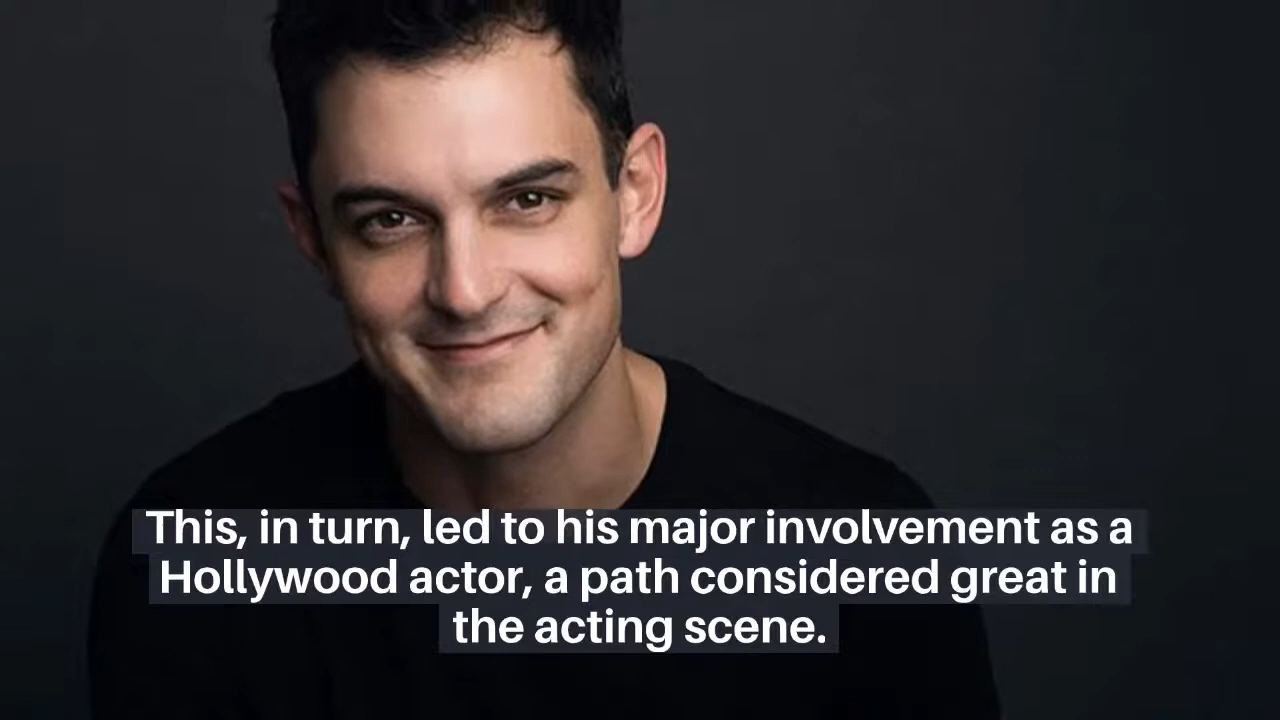 This, in turn, led to his major involvement as a
Hollywood actor, a path considered great in
the acting scene.